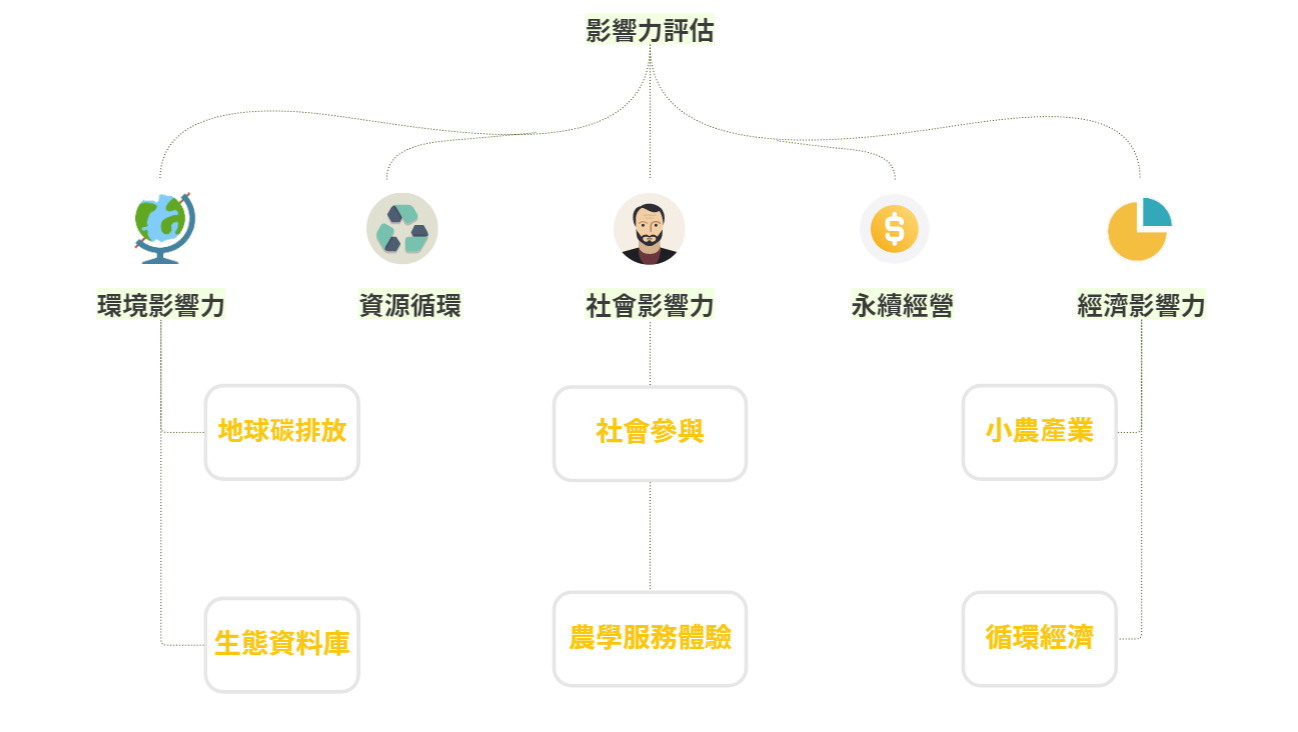 影響力評估
環境影響力
資源循環
社會影響力
永續經營
經濟影響力
地球碳排放
社會參與
小農產業
生態資料庫
農學服務體驗
循環經濟